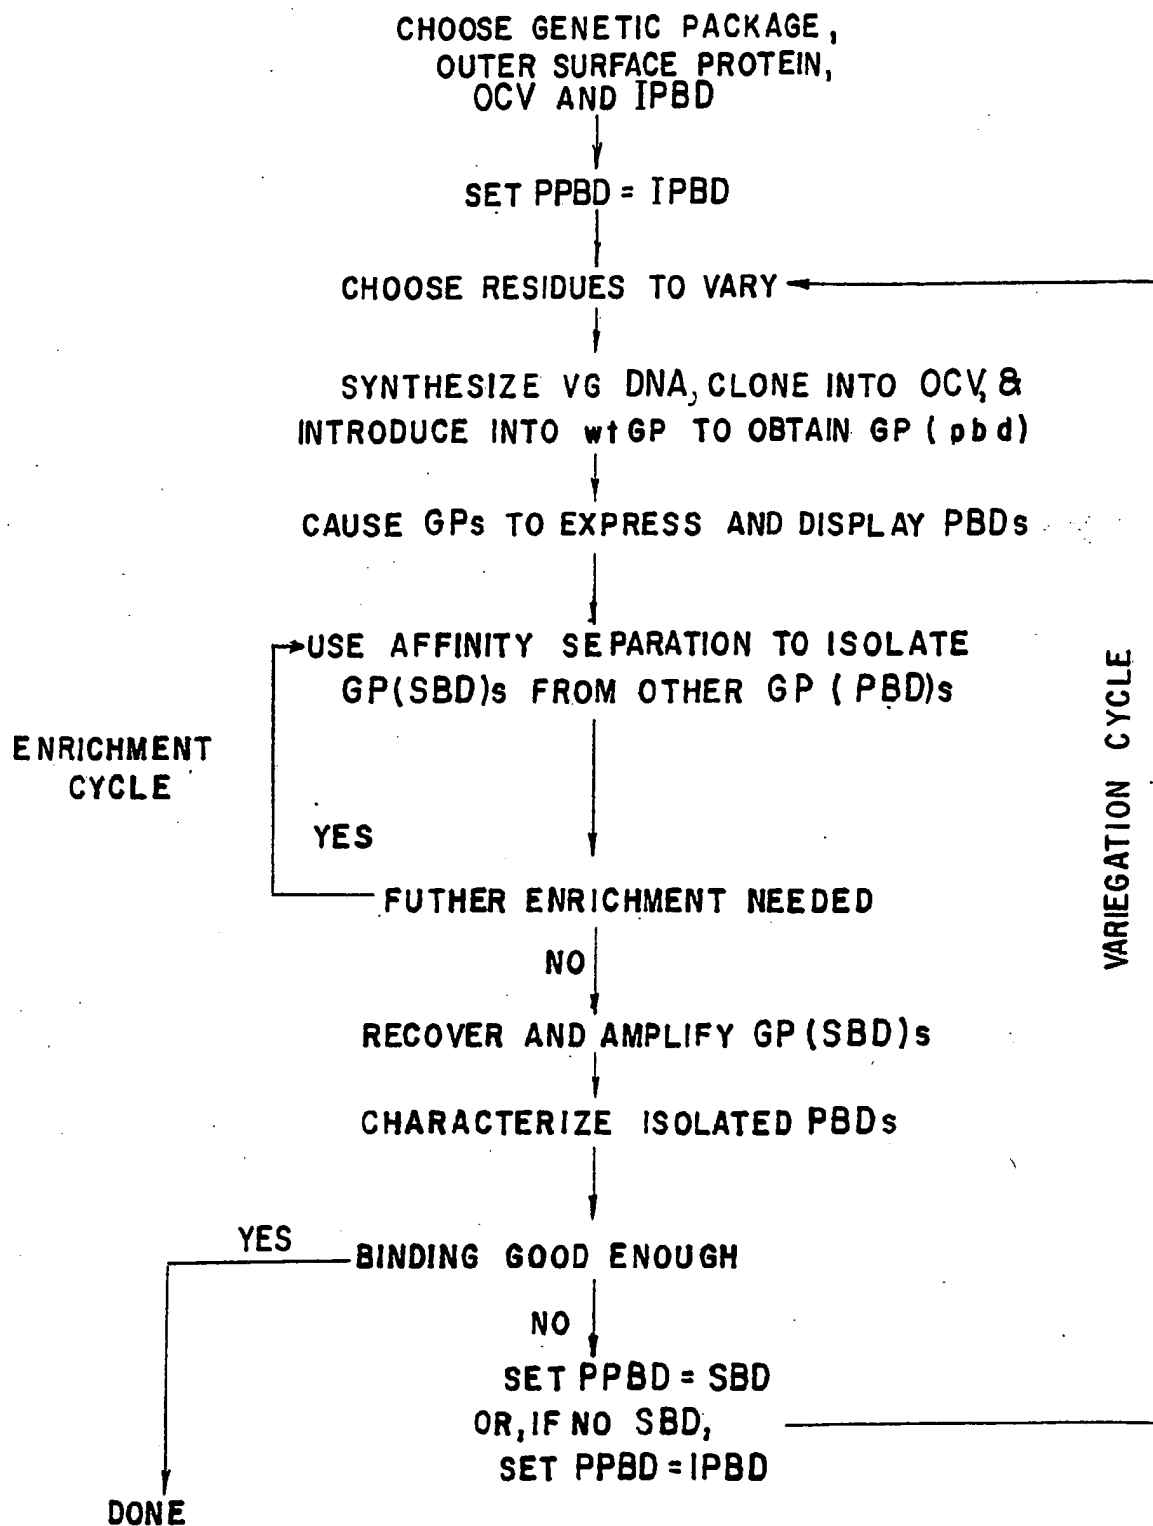 CHOOSE GENETIC PACKAGE,
OUTER SURFACE PROTEIN,
OCV AND IPBD
SET PPBD = IPBD
CHOOSE RESIDUES TO VARY
SYNTHESIZE VG DNA, CLONE INTO OCV, &
INTRODUCE INTO wtGP TO OBTAIN GP (pbd)
CAUSE GPs TO EXPRESS AND DISPLAY PBDs
USE AFFINITY SEPARATION TO ISOLATE
GP(SBD)s FROM OTHER GP (PBD)s
ENRICHMENT
CYCLE
YES
FUTHER ENRICHMENT NEEDED
NO
VARIEGATION CYCLE
RECOVER AND AMPLIFY GP(SBD)s
CHARACTERIZE ISOLATED PBDs
YES
BINDING GOOD ENOUGH
NO
SET PPBD = SBD
OR, IF NO SBD,
SET PPBD = IPBD
DONE